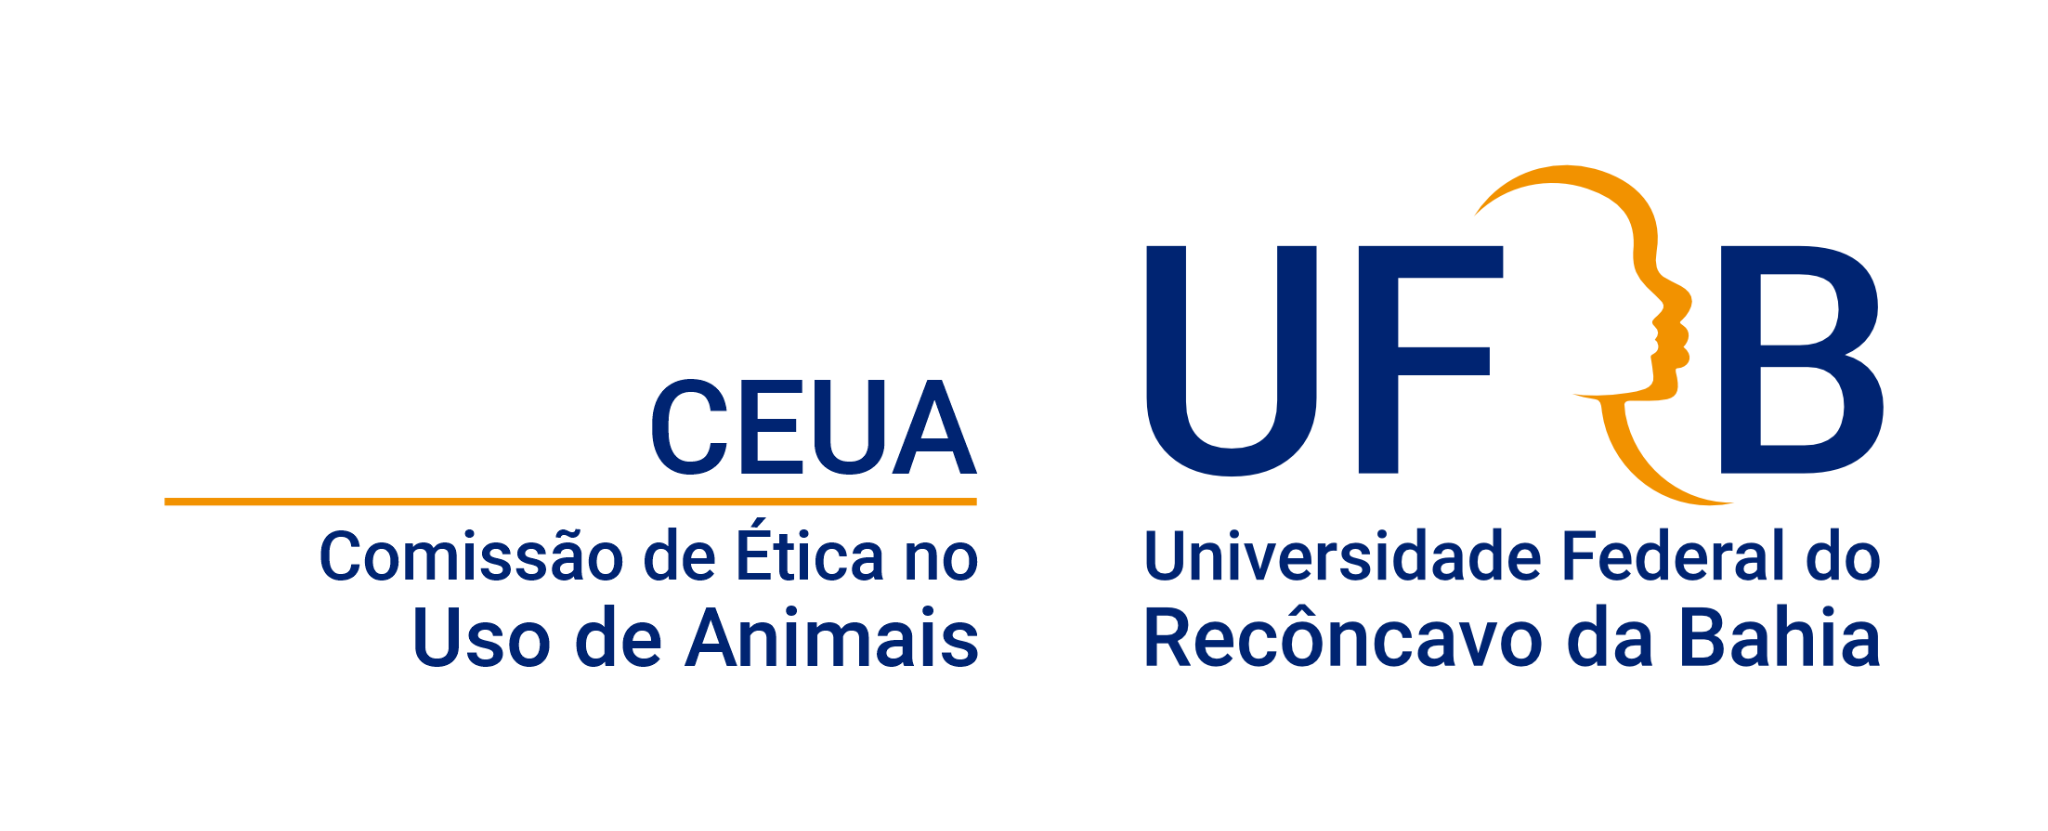 CEUA
Comissão de Ética no
Uso de Animais
UFRB
Universidade Federal do
Recôncavo da Bahia